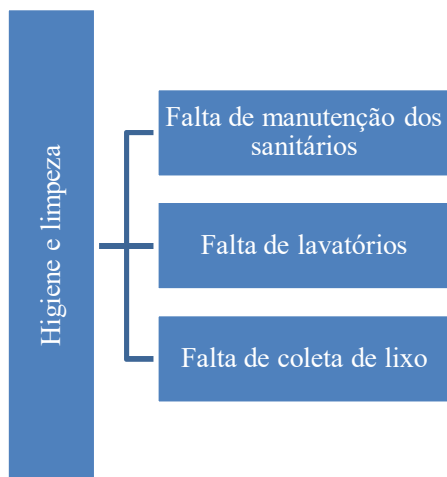 Higiene e limpeza
Falta de manutenção dos
sanitários
Falta de lavatórios
Falta de coleta de lixo